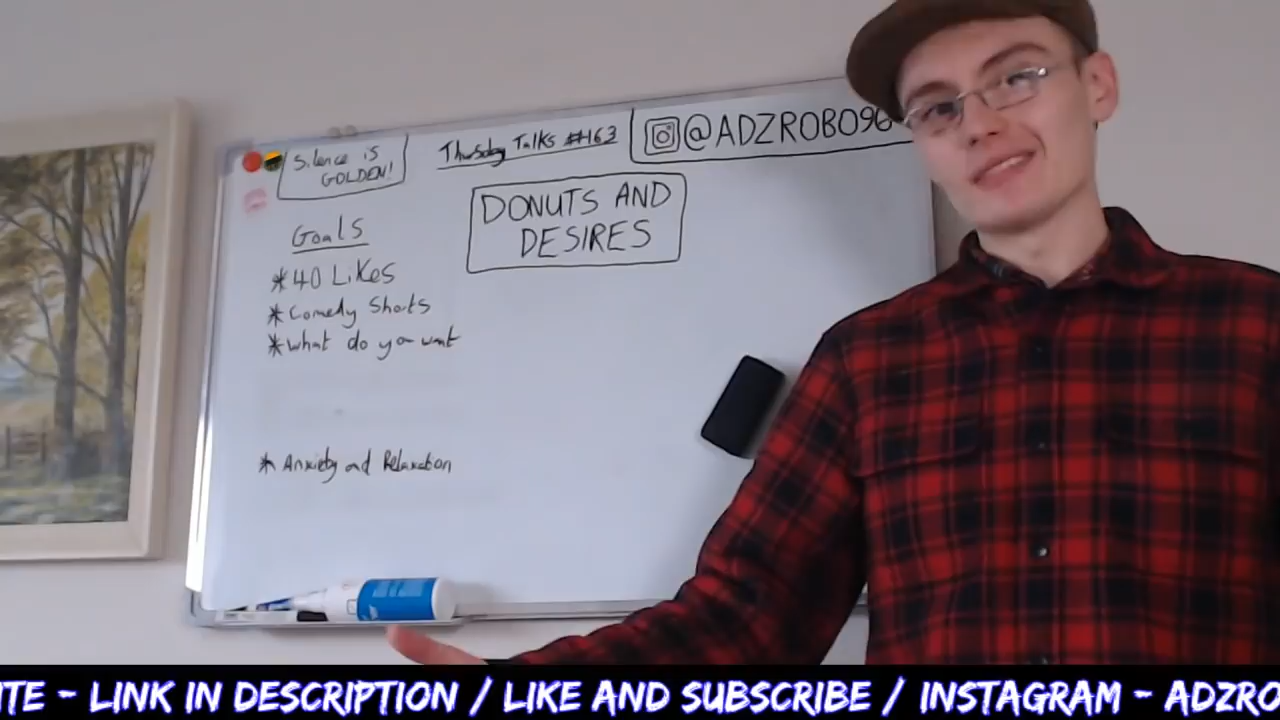 Silence is
GOLDEN!
Thursday Talks #163
@ADZROBO96
DONUTS AND
DESIRES
Goals
*40 Likes
*Comedy Shorts
*What do you want
* Anxiety and Relaxation
ITE - LINK IN DESCRIPTION / LIKE AND SUBSCRIBE / INSTAGRAM - ADZRO